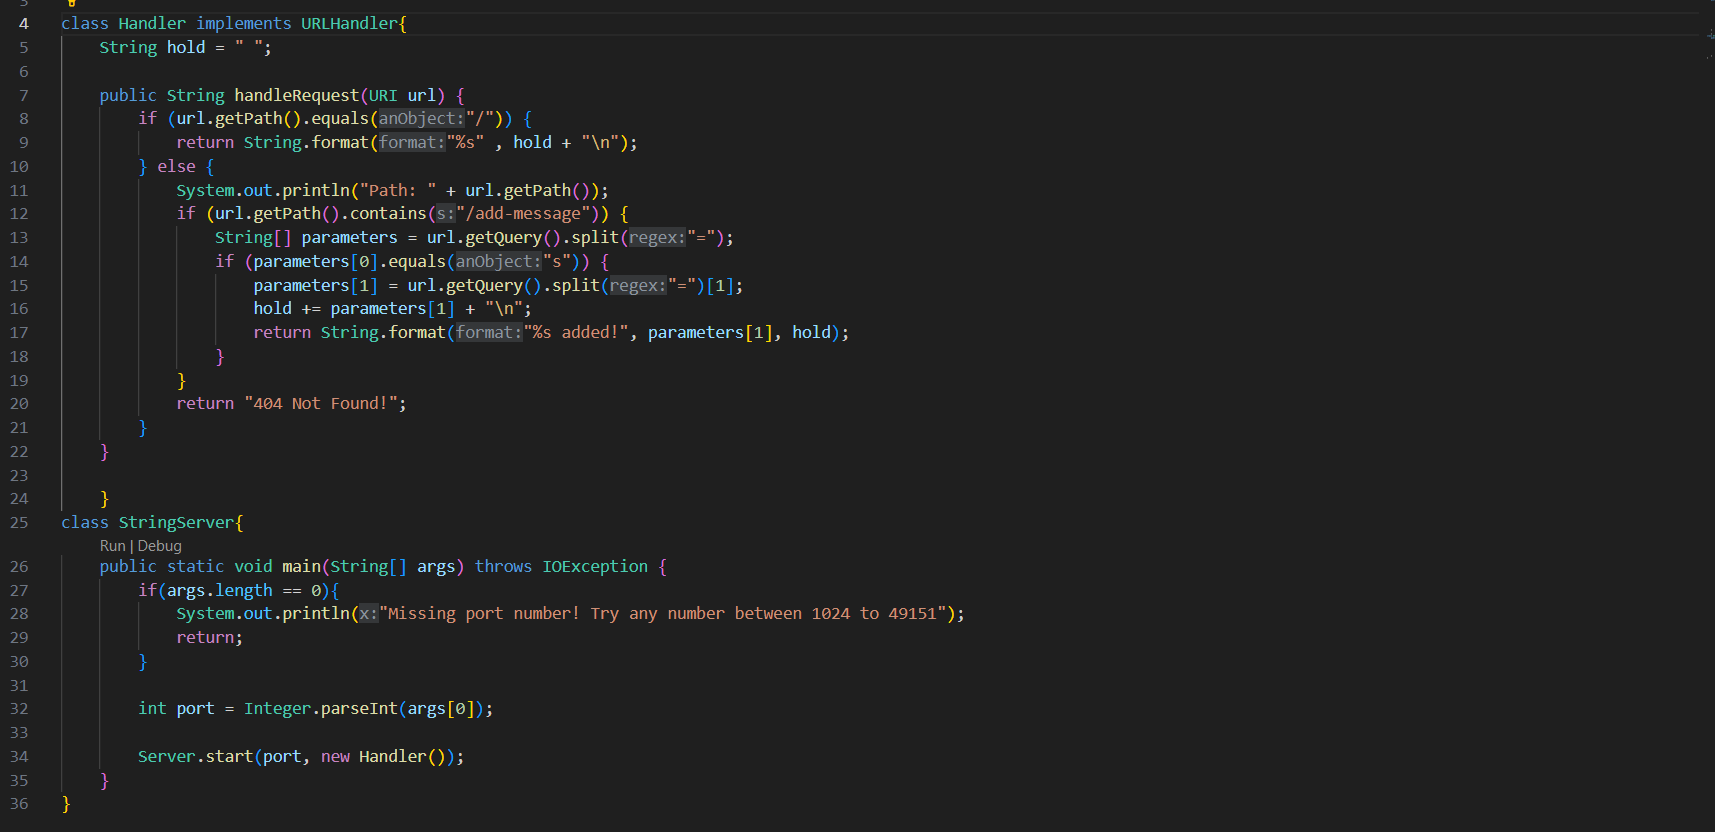 3
4 class Handler implements URLHandler{
5     String hold = " ";
6
7     public String handleRequest(URI url) {
8         if (url.getPath().equals(anObject:"/")) {
9             return String.format(format:"%s" , hold + "\n");
10         } else {
11             System.out.println("Path: " + url.getPath());
12             if (url.getPath().contains(s:"/add-message")) {
13                 String[] parameters = url.getQuery().split(regex:"=");
14                 if (parameters[0].equals(anObject:"s")) {
15                     parameters[1] = url.getQuery().split(regex:"=")[1];
16                     hold += parameters[1] + "\n";
17                     return String.format(format:"%s added!", parameters[1], hold);
18                 }
19             }
20             return "404 Not Found!";
21         }
22     }
23
24     }
25 class StringServer{
Run | Debug
26     public static void main(String[] args) throws IOException {
27         if(args.length == 0){
28             System.out.println(x:"Missing port number! Try any number between 1024 to 49151");
29             return;
30         }
31
32         int port = Integer.parseInt(args[0]);
33
34         Server.start(port, new Handler());
35     }
36 }